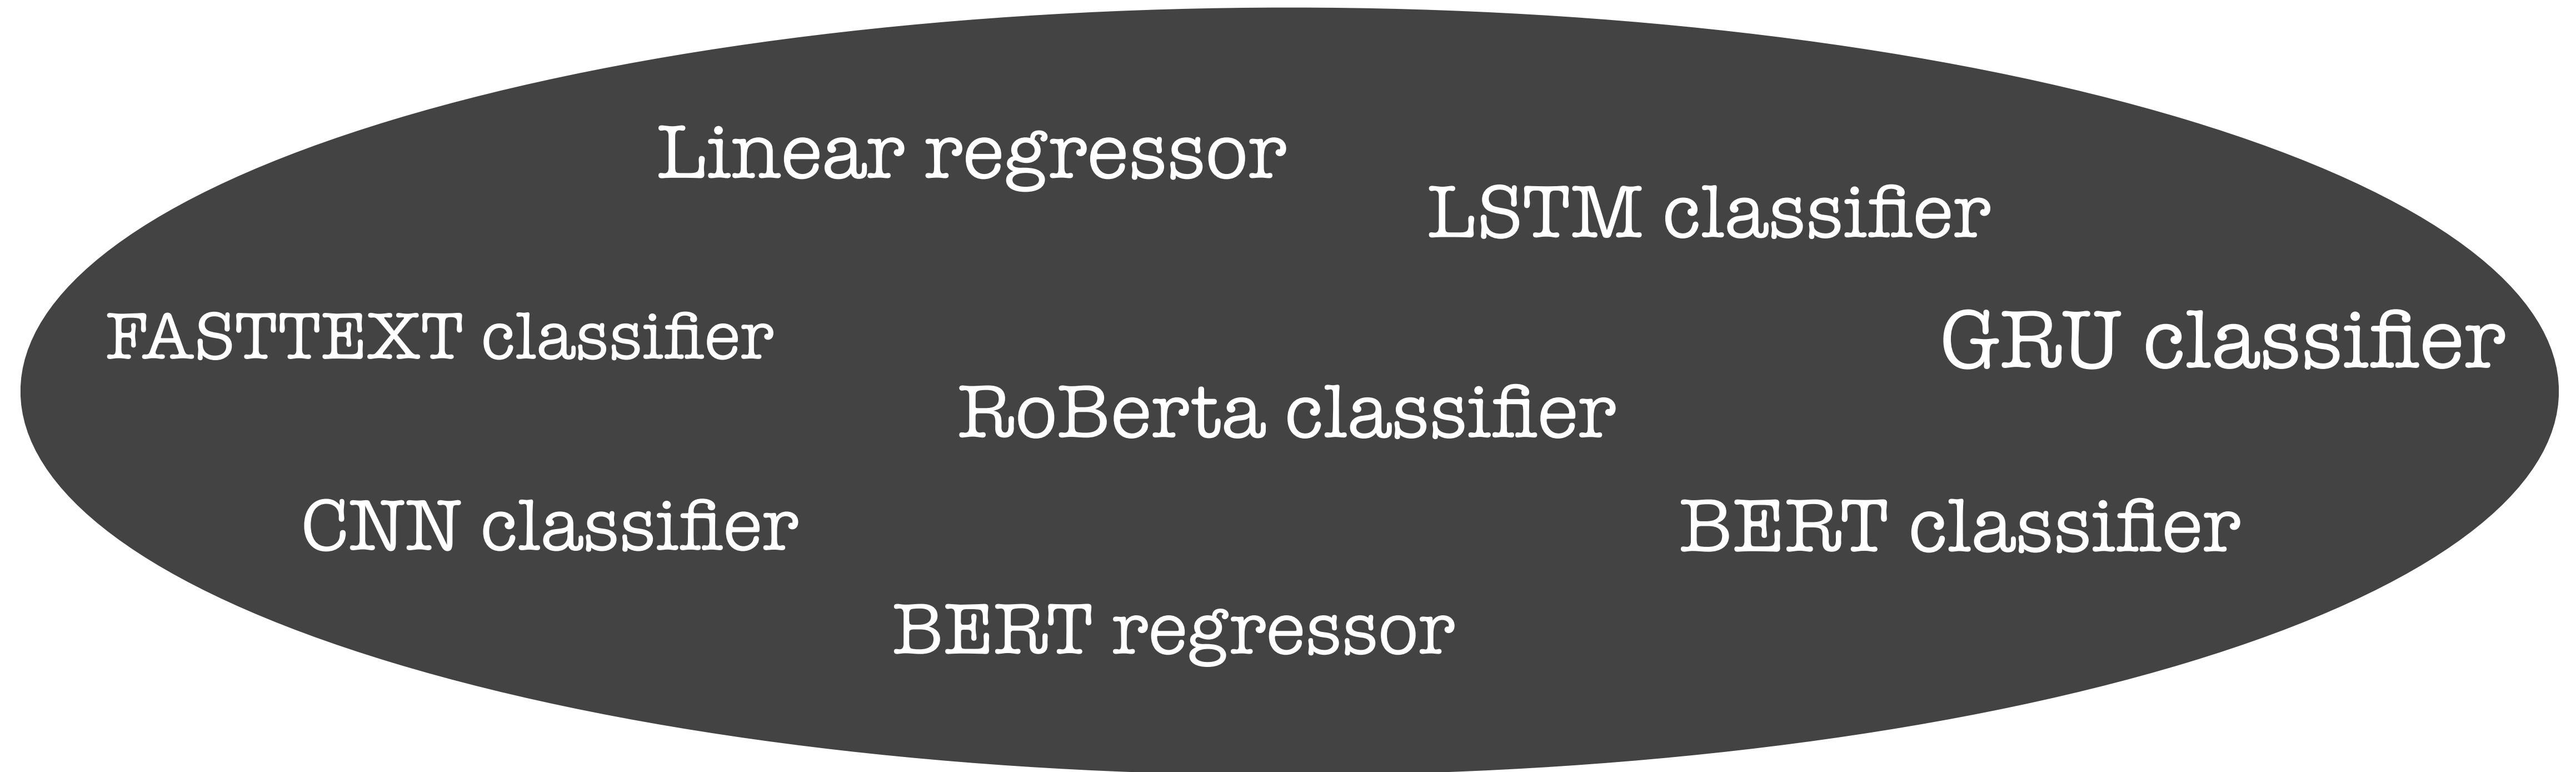 Linear regressor
LSTM classifier
FASTTEXT classifier
GRU classifier
RoBerta classifier
CNN classifier
BERT classifier
BERT regressor